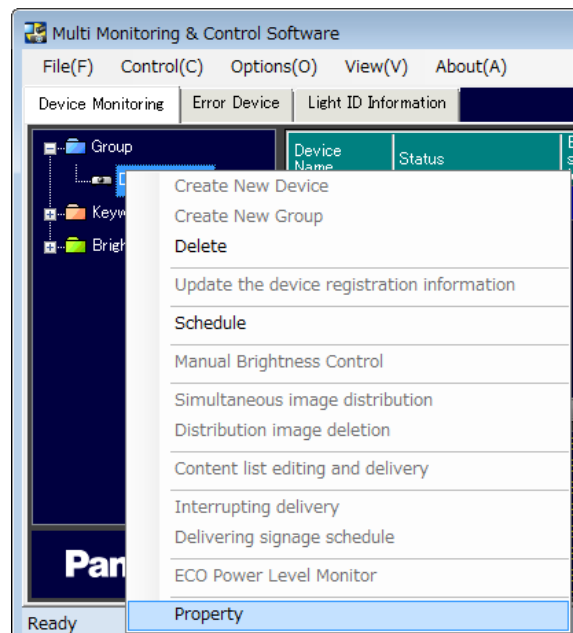 Multi Monitoring & Control Software
File(F) Control(C) Options(O) View(V) About(A)
Device Monitoring Error Device Light ID Information
Group
Device Name Status
Create New Device
Create New Group
Delete
Update the device registration information
Schedule
Manual Brightness Control
Simultaneous image distribution
Distribution image deletion
Content list editing and delivery
Interrupting delivery
Delivering signage schedule
ECO Power Level Monitor
Property
Ready